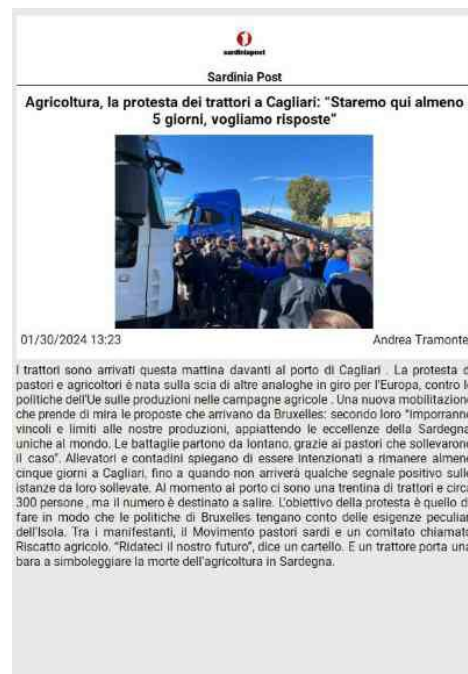 sardiniapost
Sardinia Post
Agricoltura, la protesta dei trattori a Cagliari: “Staremo qui almeno
5 giorni, vogliamo risposte”
01/30/2024 13:23
Andrea Tramonte
I trattori sono arrivati questa mattina davanti al porto di Cagliari . La protesta d
pastori e agricoltori è nata sulla scia di altre analoghe in giro per l'Europa, contro l
politiche dell'Ue sulle produzioni nelle campagne agricole . Una nuova mobilitazion
che prende di mira le proposte che arrivano da Bruxelles: secondo loro “Imporrann
vincoli e limiti alle nostre produzioni, appiattendo le eccellenze della Sardegna
uniche al mondo. Le battaglie partono da lontano, grazie ai pastori che sollevaron
il caso”. Allevatori e contadini spiegano di essere intenzionati a rimanere almeno
cinque giorni a Cagliari, fino a quando non arriverà qualche segnale positivo sull
istanze da loro sollevate. Al momento al porto ci sono una trentina di trattori e circ
300 persone , ma il numero è destinato a salire. L'obiettivo della protesta è quello d
fare in modo che le politiche di Bruxelles tengano conto delle esigenze peculiar
dell'Isola. Tra i manifestanti, il Movimento pastori sardi e un comitato chiamato
Riscatto agricolo. “Ridateci il nostro futuro”, dice un cartello. E un trattore porta una
bara a simboleggiare la morte dell'agricoltura in Sardegna.